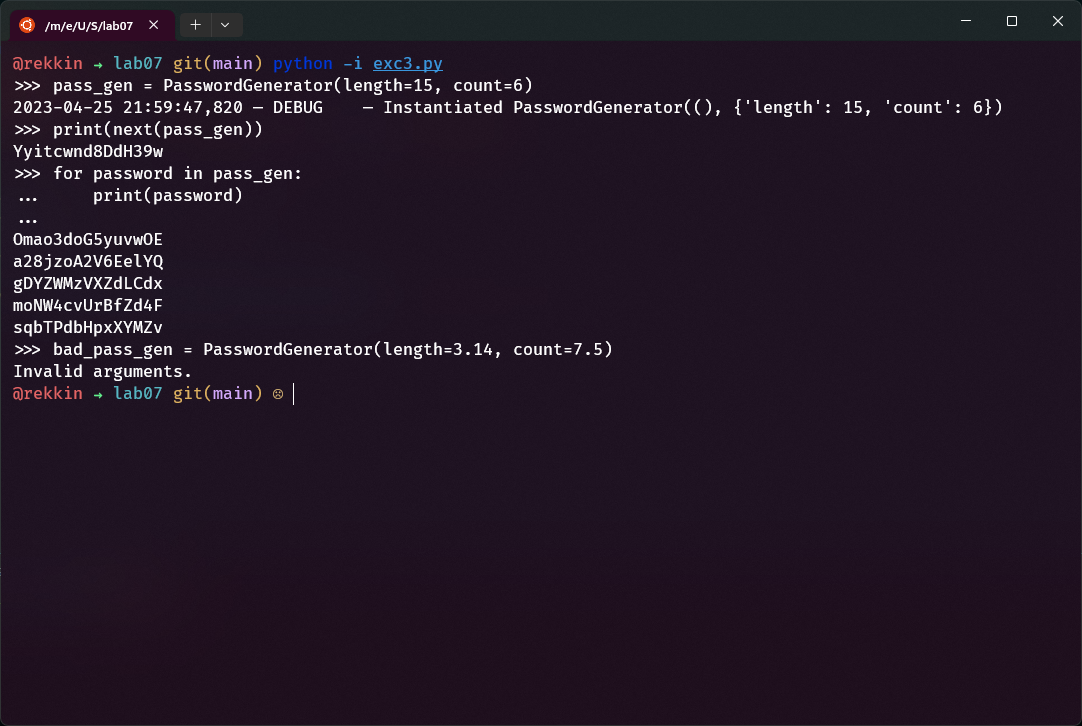 /m/e/U/S/lab07
@rekkin → lab07 git(main) python -i exc3.py
>>> pass_gen = PasswordGenerator(length=15, count=6)
2023-04-25 21:59:47,820 — DEBUG    — Instantiated PasswordGenerator((), {'length': 15, 'count': 6})
>>> print(next(pass_gen))
Yyitcwnd8DdH39w
>>> for password in pass_gen:
...     print(password)
...
Omao3doG5yuvwOE
a28jzoA2V6EelYQ
gDYZWMzVXZdLCdx
moNW4cvUrBfZd4F
sqbTPdbHpxXYMZv
>>> bad_pass_gen = PasswordGenerator(length=3.14, count=7.5)
Invalid arguments.
@rekkin → lab07 git(main) ☹